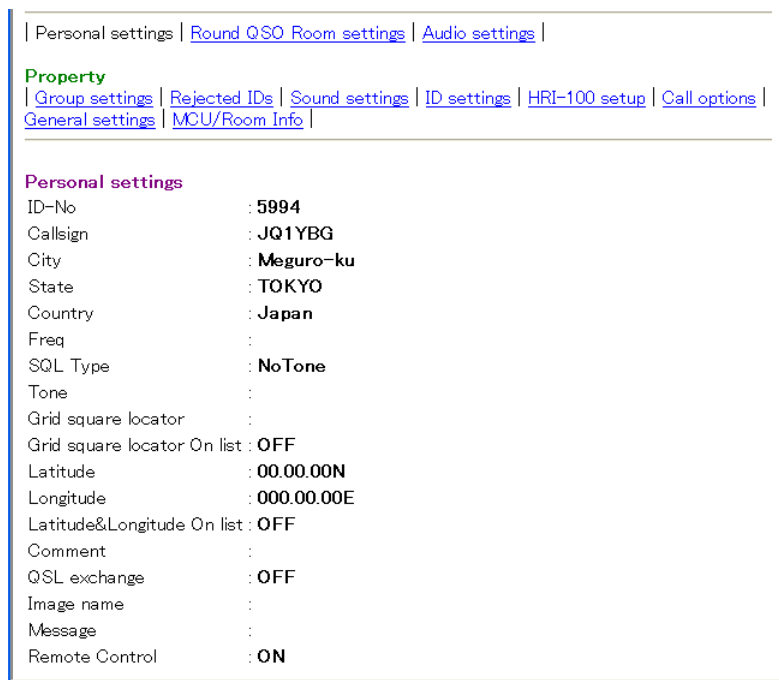 | Personal settings | Round QSO Room settings | Audio settings |
Property
| Group settings | Rejected IDs | Sound settings | ID settings | HRI-100 setup | Call options |
General settings | MCU/Room Info |
Personal settings
ID-No : 5994
Callsign : JQ1YBG
City : Meguro-ku
State : TOKYO
Country : Japan
Freq :
SQL Type : NoTone
Tone :
Grid square locator :
Grid square locator On list : OFF
Latitude : 00.00.00N
Longitude : 000.00.00E
Latitude&Longitude On list : OFF
Comment :
QSL exchange : OFF
Image name :
Message :
Remote Control : ON